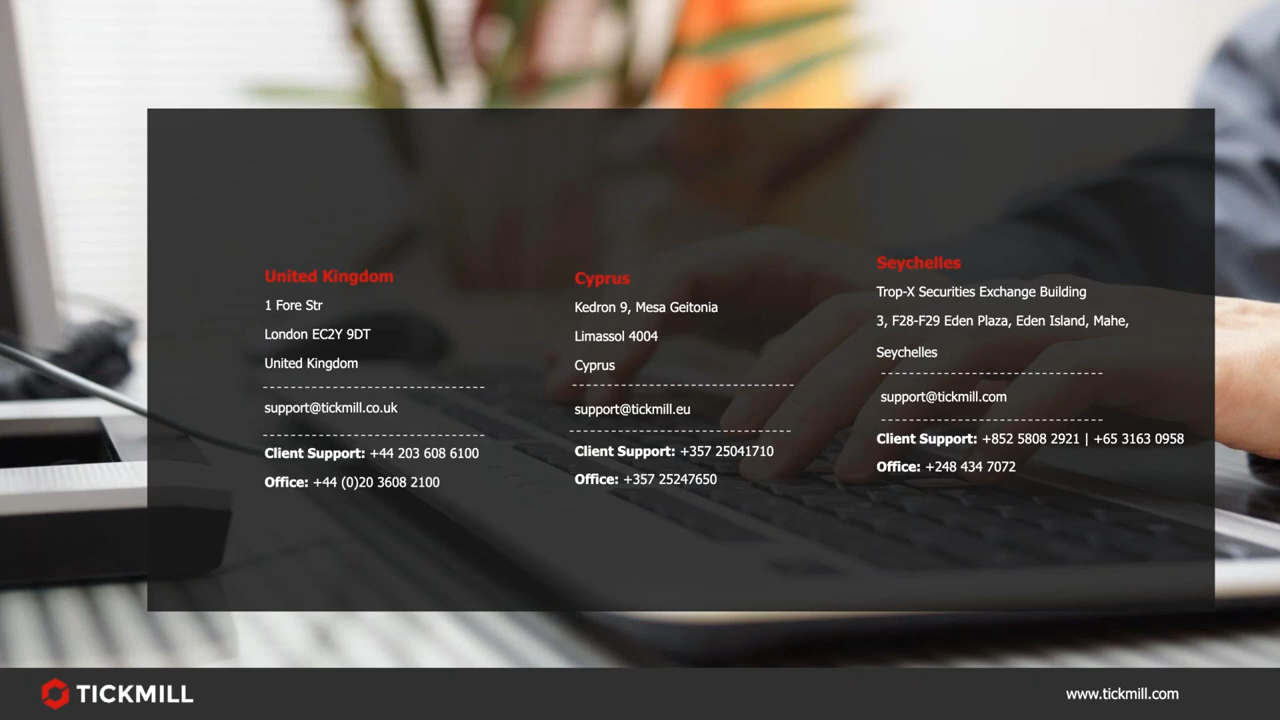 United Kingdom
1 Fore Str
London EC2Y 9DT
United Kingdom
support@tickmill.co.uk
Client Support: +44 203 608 6100
Office: +44 (0)20 3608 2100
Cyprus
Kedron 9, Mesa Geitonia
Limassol 4004
Cyprus
support@tickmill.eu
Client Support: +357 25041710
Office: +357 25247650
Seychelles
Trop-X Securities Exchange Building
3, F28-F29 Eden Plaza, Eden Island, Mahe,
Seychelles
support@tickmill.com
Client Support: +852 5808 2921 | +65 3163 0958
Office: +248 434 7072
TICKMILL
www.tickmill.com